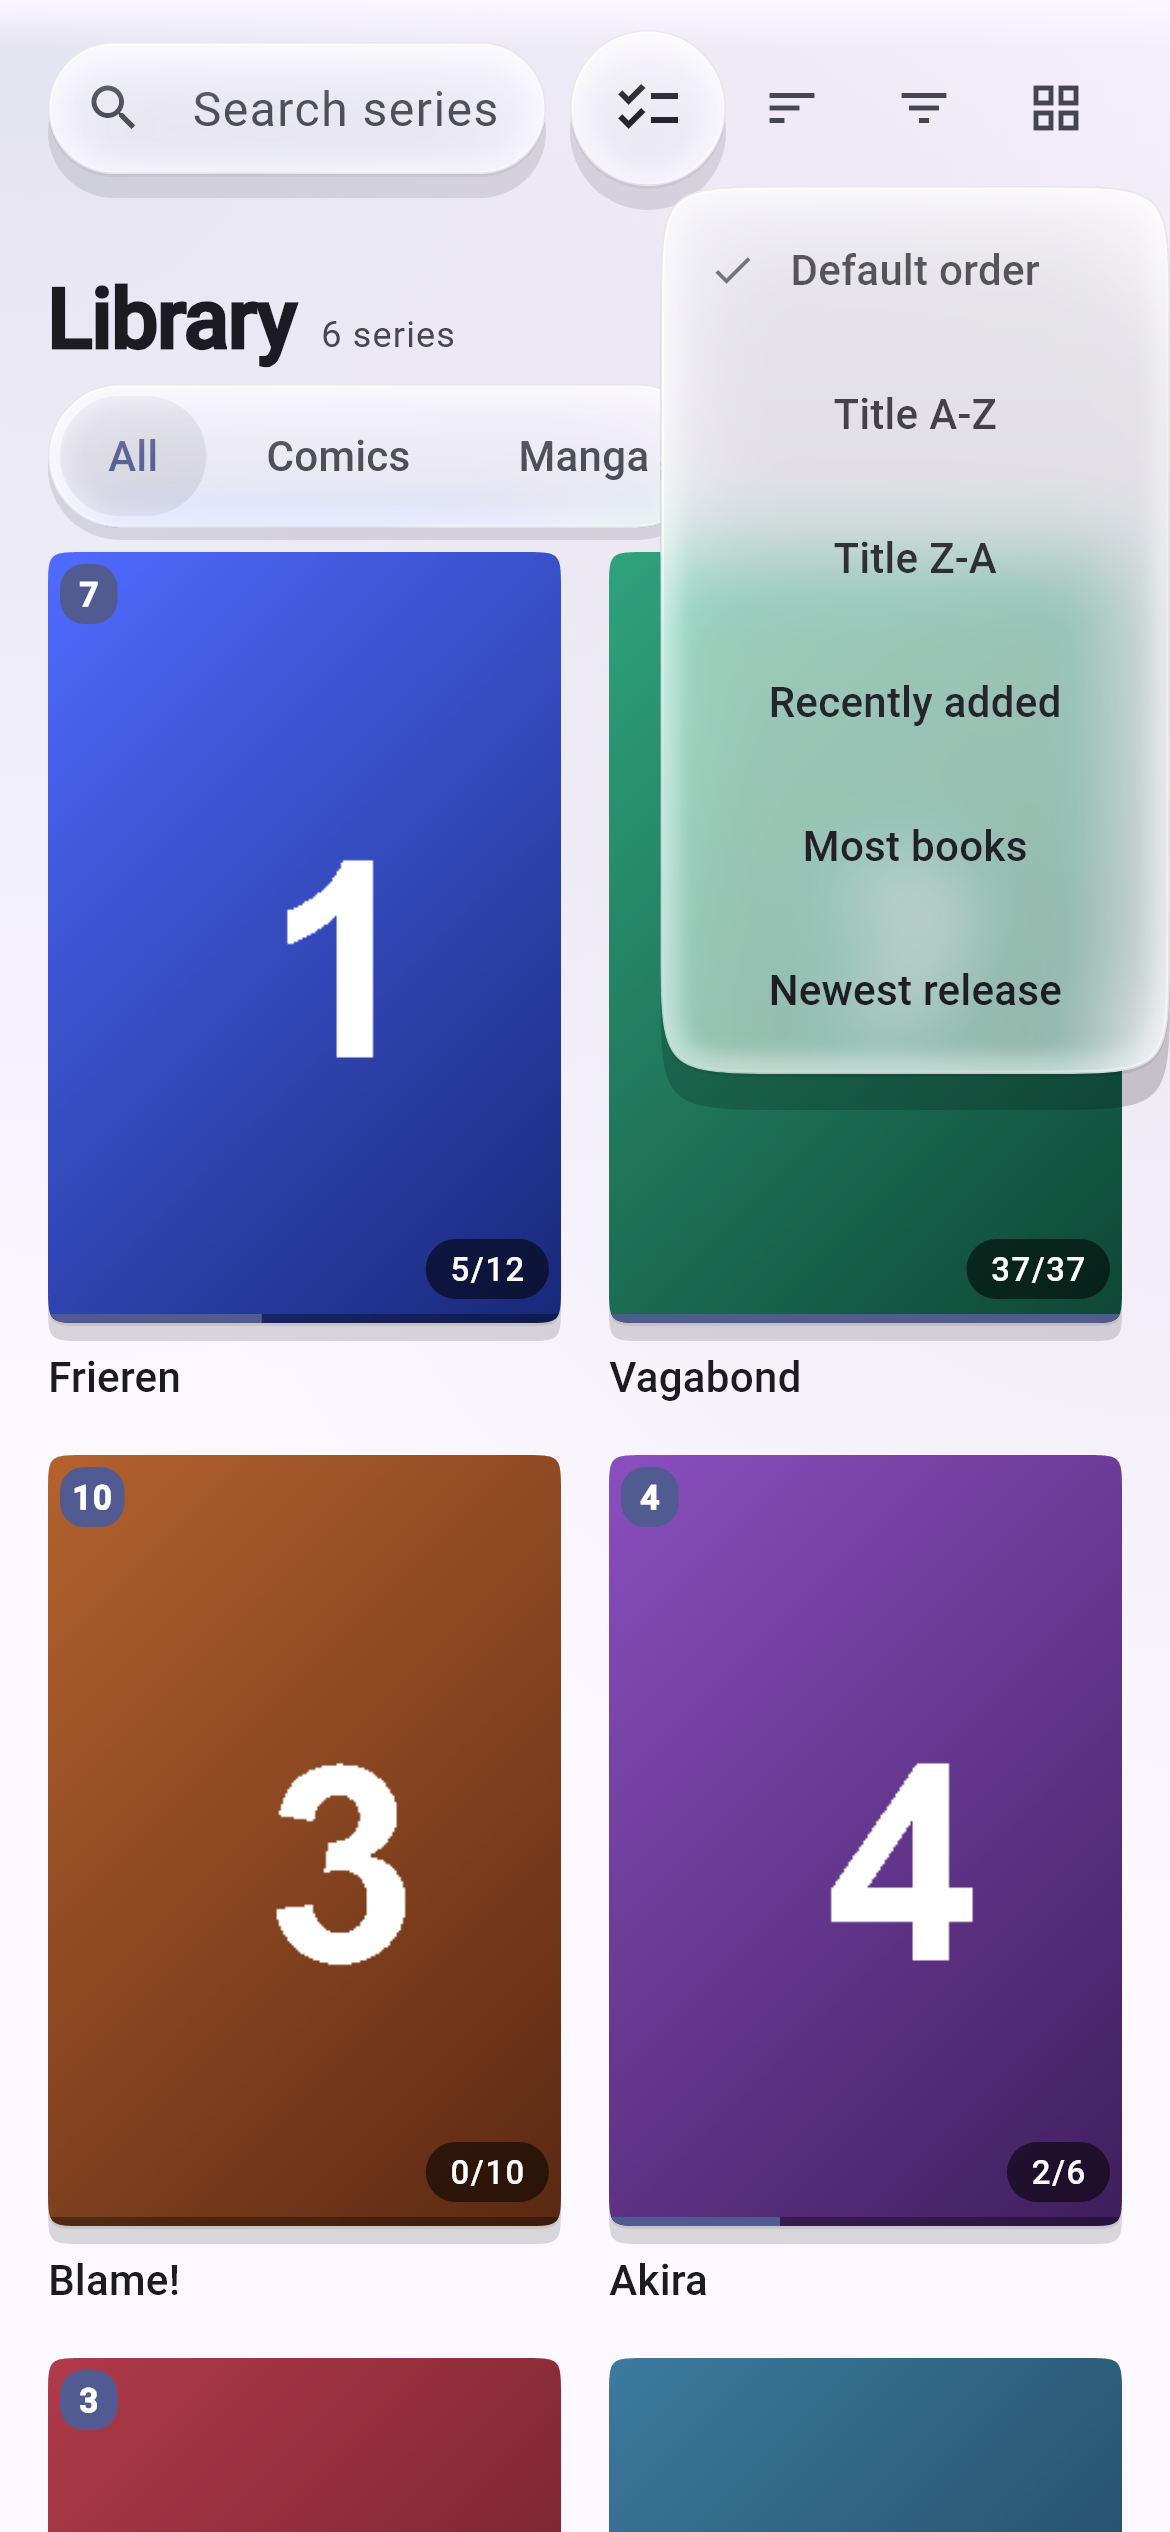 Search series
Default order
Library 6 series
Title A-Z
All Comics Manga
Title Z-A
7
Recently added
Most books
1
Newest release
5/12
37/37
Frieren
Vagabond
10
4
3
4
0/10
2/6
Blame!
Akira
3